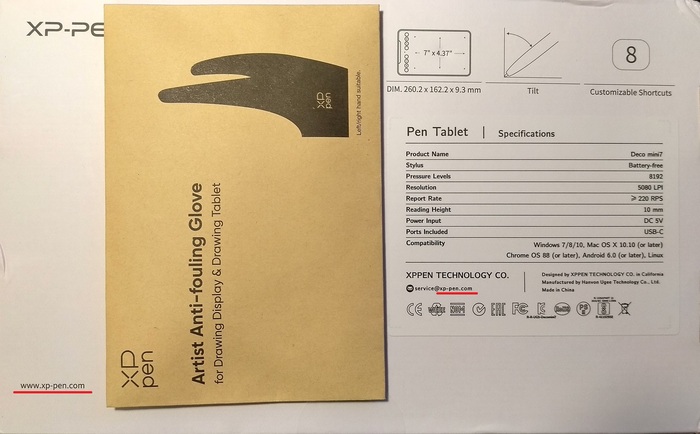 XP-PE
www.xp-pen.com
XP
pen
Left/right hand suitable.
Artist Anti-fouling Glove
for Drawing Display & Drawing Tablet
XP
pen
7" x 4.37"
8
DIM. 260.2 x 162.2 x 9.3 mm
Tilt
Customizable Shortcuts
Pen Tablet | Specifications
Product Name Deco mini7
Stylus Battery-free
Pressure Levels 8192
Resolution 5080 LPI
Report Rate ⩾ 220 RPS
Reading Height 10 mm
Power Input DC 5V
Ports Included USB-C
Compatibility Windows 7/8/10, Mac OS X 10.10 (or later)
Chrome OS 88 (or later), Android 6.0 (or later), Linux
XPPEN TECHNOLOGY CO.
service@xp-pen.com
Designed by XPPEN TECHNOLOGY CO. in California
Manufactured by Hanvon Ugee Technology Co., Ltd.
Made in China
CE EAC RoHS